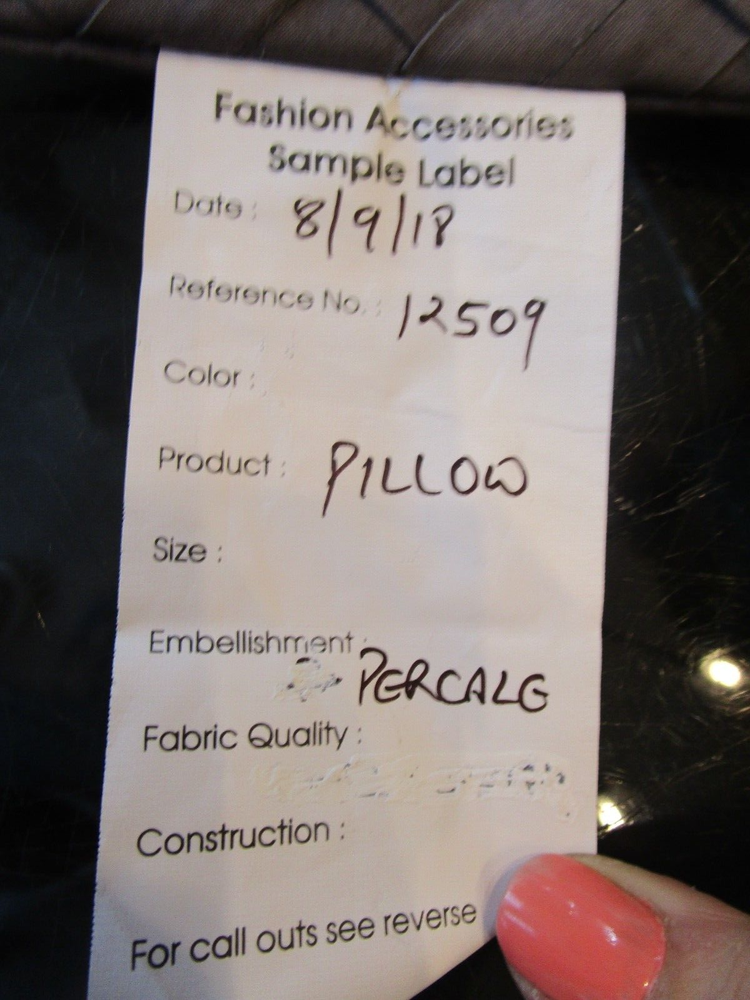 Fashion Accessories
Sample Label
Date: 8/9/18
Reference No.: 12509
Color:
Product: PILLOW
Size:
Embellishment:
PERCALE
Fabric Quality:
Construction:
For call outs see reverse